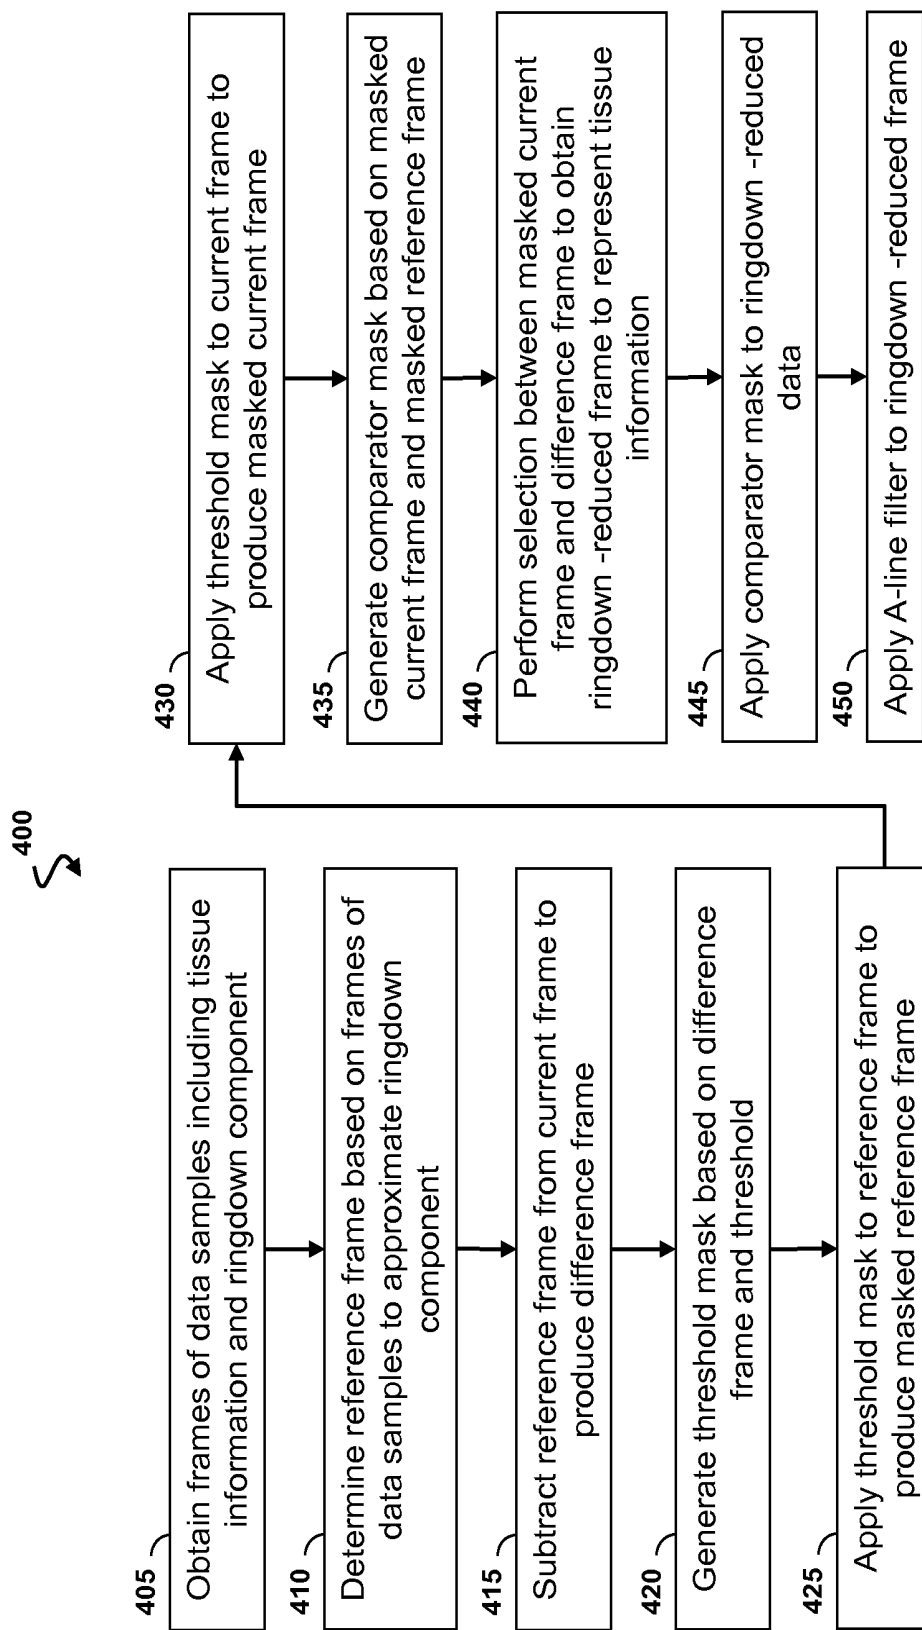 400
405
Obtain frames of data samples including tissue
information and ringdown component
410
Determine reference frame based on frames of
data samples to approximate ringdown
component
415
Subtract reference frame from current frame to
produce difference frame
420
Generate threshold mask based on difference
frame and threshold
425
Apply threshold mask to reference frame to
produce masked reference frame
430
Apply threshold mask to current frame to
produce masked current frame
435
Generate comparator mask based on masked
current frame and masked reference frame
440
Perform selection between masked current
frame and difference frame to obtain
ringdown -reduced frame to represent tissue
information
445
Apply comparator mask to ringdown -reduced
data
450
Apply A-line filter to ringdown -reduced frame